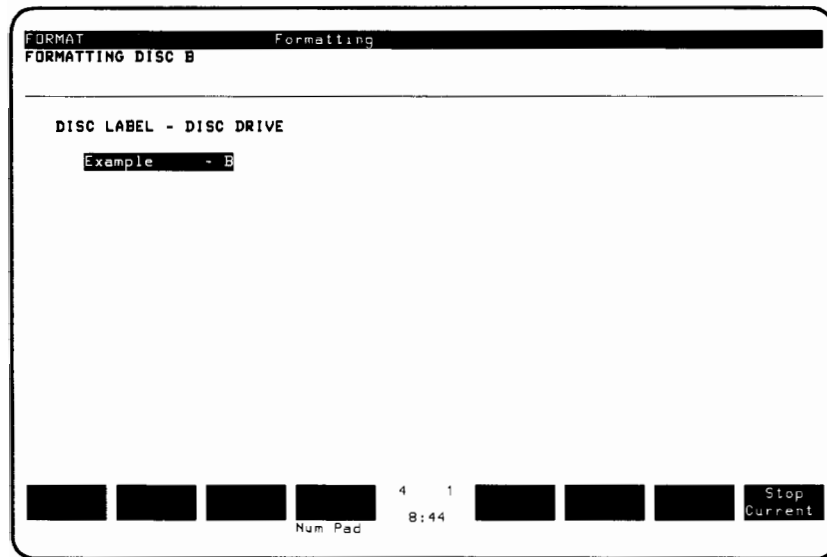 FORMAT Formatting
FORMATTING DISC B
DISC LABEL - DISC DRIVE
Example - B
4 1
Stop
8:44
Current
Num Pad